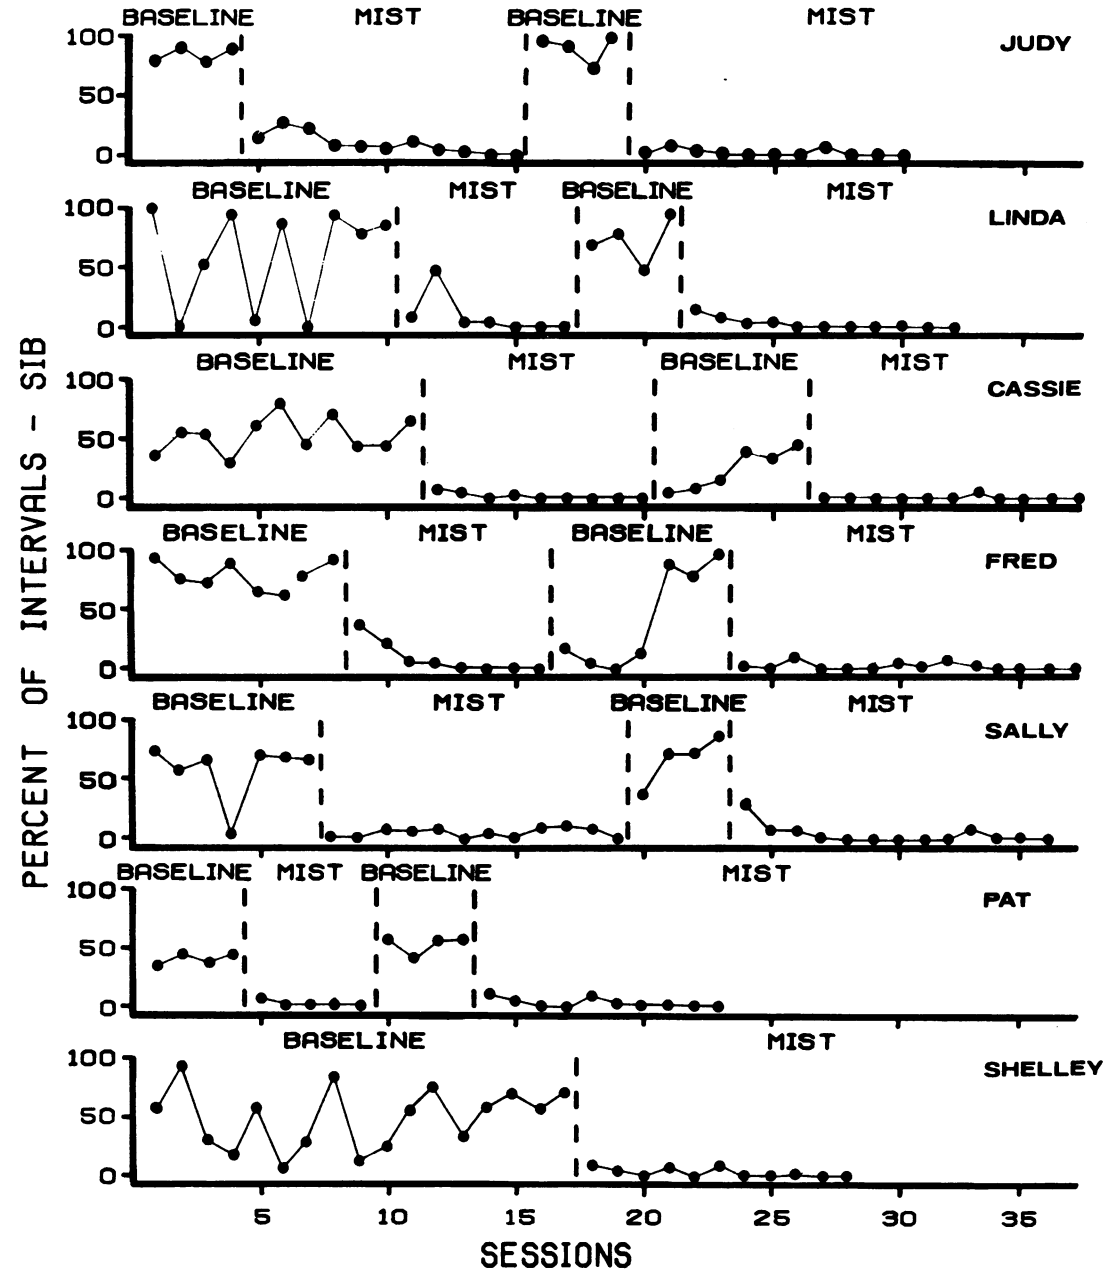 BASELINE MIST BASELINE MIST
100
JUDY
50
0
BASELINE MIST BASELINE MIST
100
LINDA
50
0
BASELINE MIST BASELINE MIST
100
CASSIE
50
0
BASELINE MIST BASELINE MIST
100
FRED
50
0
BASELINE MIST BASELINE MIST
100
SALLY
50
0
BASELINE MIST BASELINE MIST
100
PAT
50
0
BASELINE MIST
100
SHELLEY
50
0
5 10 15 20 25 30 35
SESSIONS
PERCENT OF INTERVALS - SIB